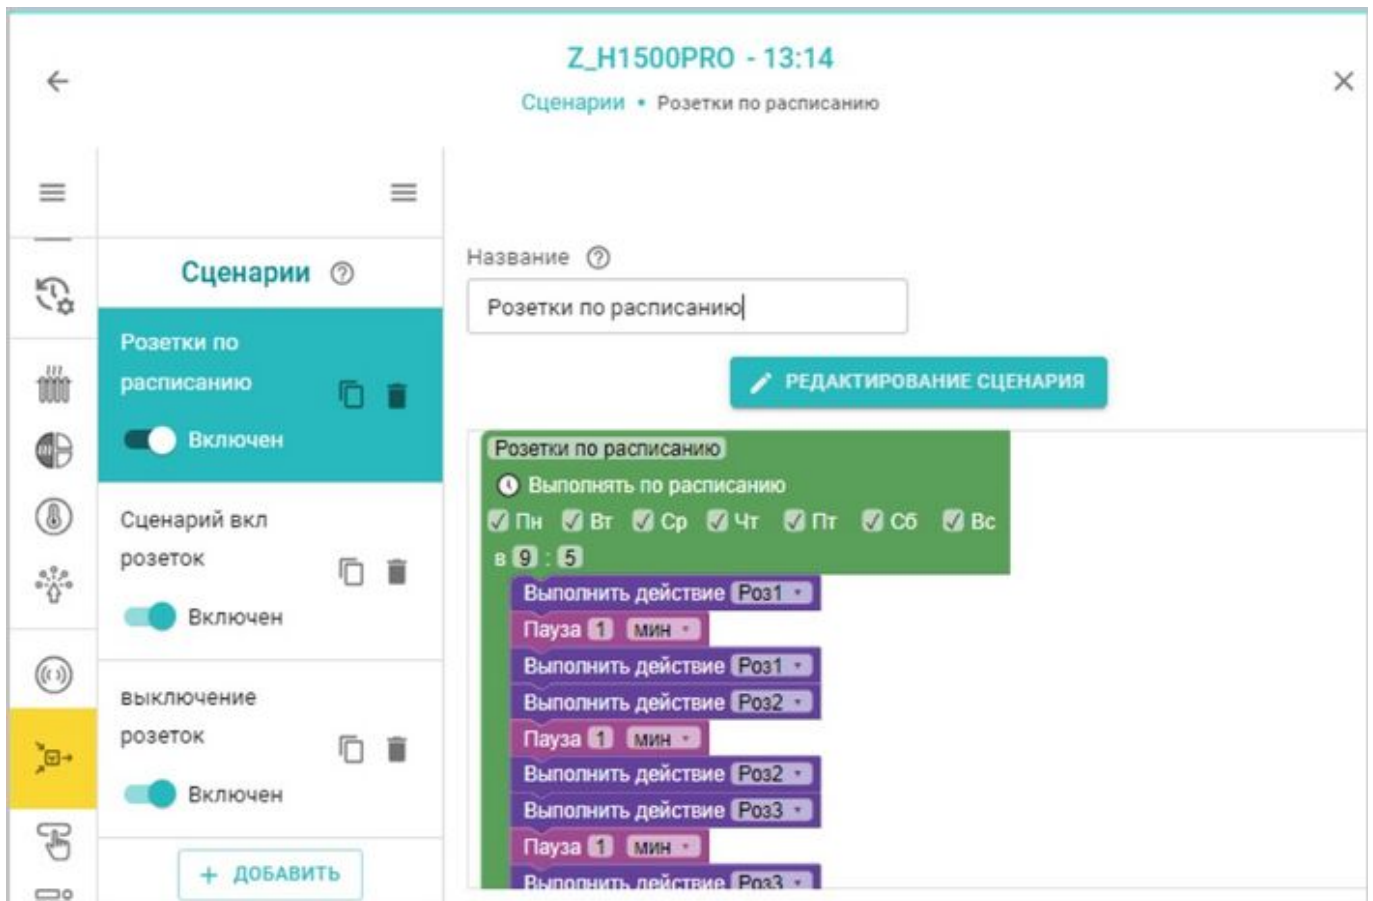 Z_H1500PRO - 13:14
Сценарии • Розетки по расписанию
Сценарии
Розетки по
расписанию
Включен
Сценарий вкл
розеток
Включен
выключение
розеток
Включен
+ ДОБАВИТЬ
Название
Розетки по расписанию
РЕДАКТИРОВАНИЕ СЦЕНАРИЯ
Розетки по расписанию
Выполнять по расписанию
Пн Вт Ср Чт Пт Сб Вс
в 9 : 5
Выполнить действие Роз1
Пауза 1 мин
Выполнить действие Роз1
Выполнить действие Роз2
Пауза 1 мин
Выполнить действие Роз2
Выполнить действие Роз3
Пауза 1 мин
Выполнить действие Роз3